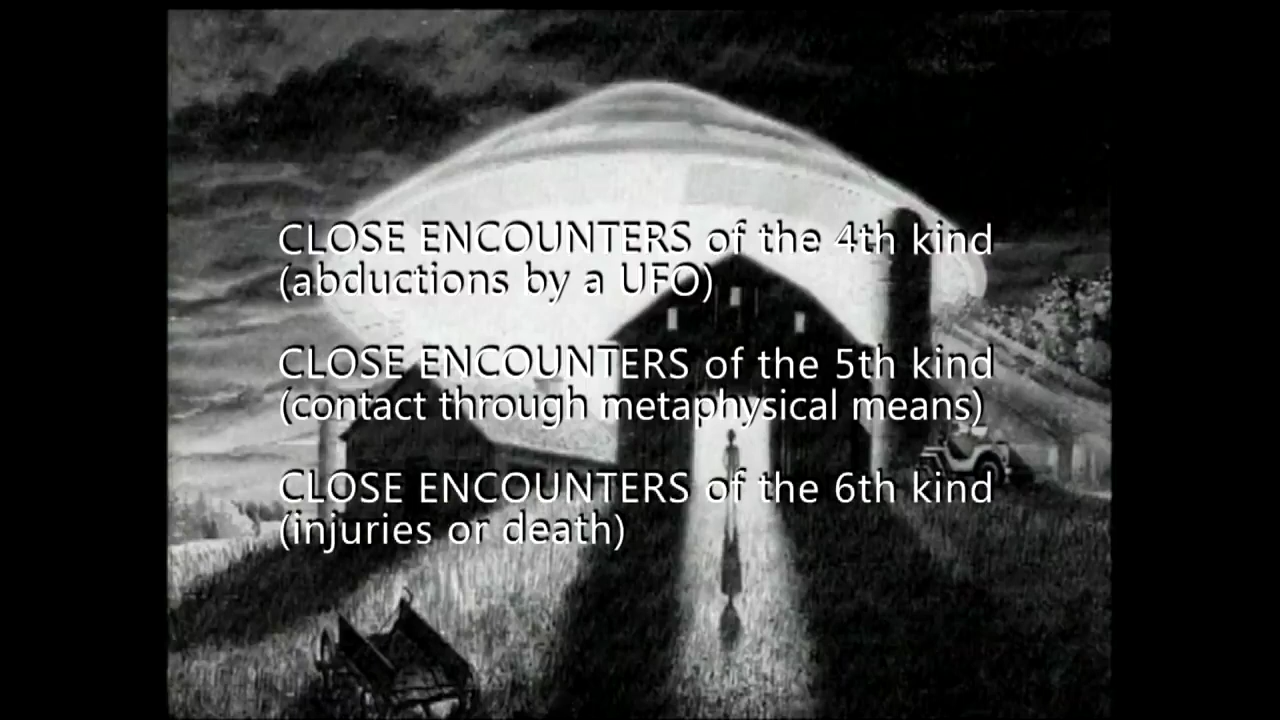 CLOSE ENCOUNTERS of the 4th kind
(abductions by a UFO)
CLOSE ENCOUNTERS of the 5th kind
(contact through metaphysical means)
CLOSE ENCOUNTERS of the 6th kind
(injuries or death)